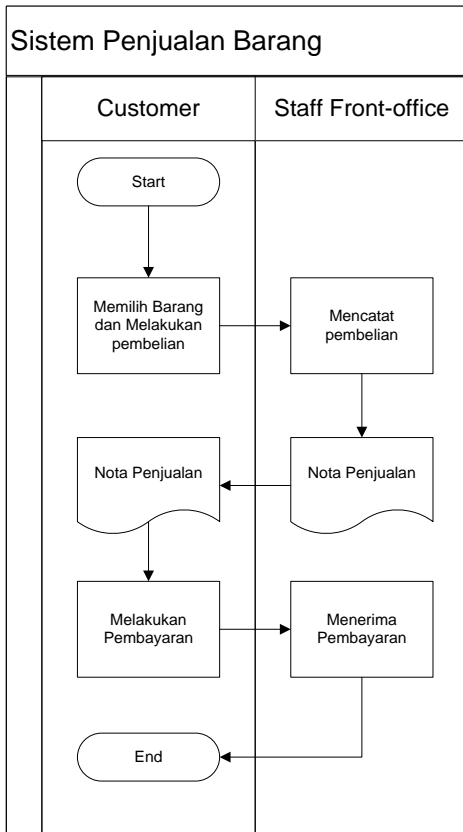 Sistem Penjualan Barang
Customer
Staff Front-office
Start
Memilih Barang
dan Melakukan
pembelian
Mencatat
pembelian
Nota Penjualan
Nota Penjualan
Melakukan
Pembayaran
Menerima
Pembayaran
End